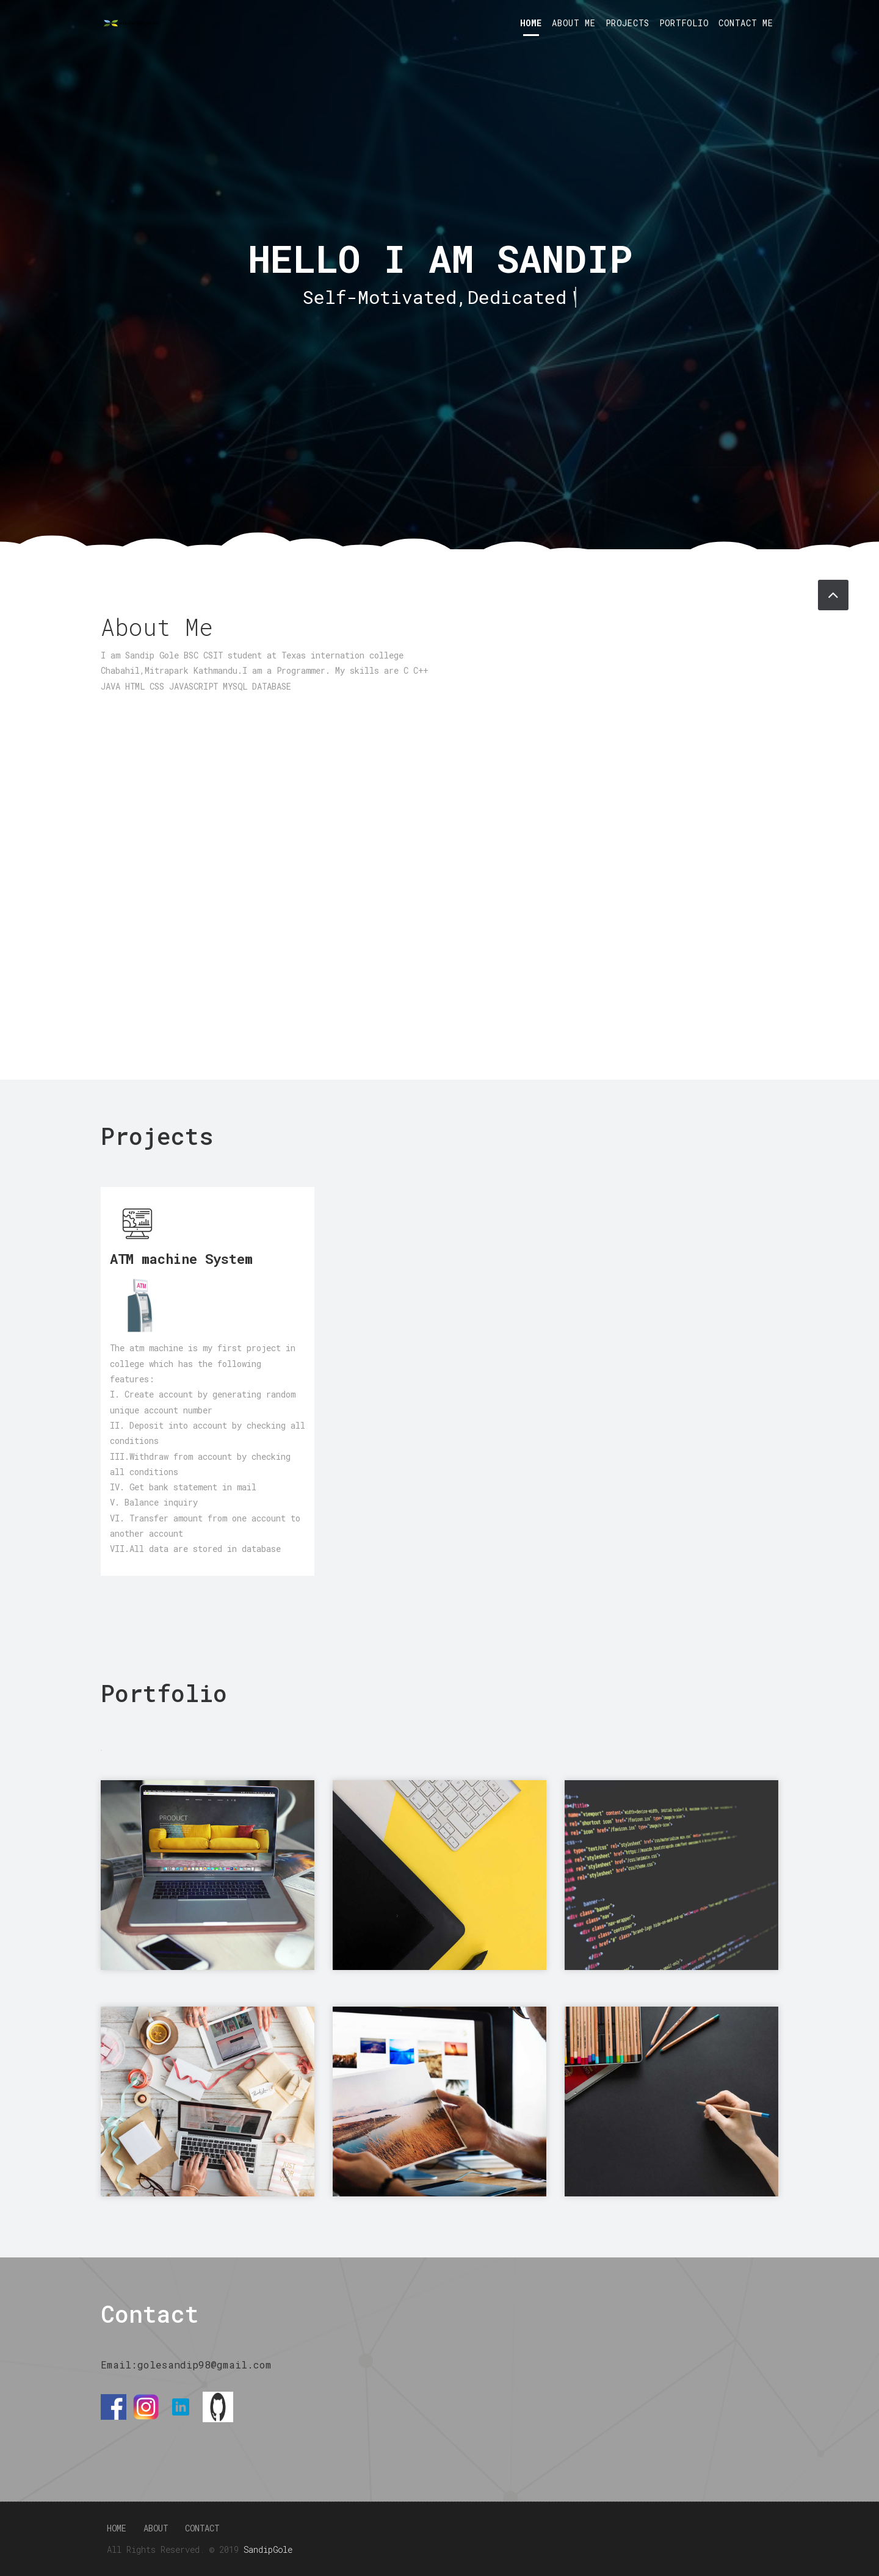 HOME ABOUT ME PROJECTS PORTFOLIO CONTACT ME
HELLO I AM SANDIP
Self-Motivated,Dedicated
About Me
I am Sandip Gole BSC CSIT student at Texas internation college
Chabahil,Mitrapark Kathmandu.I am a Programmer. My skills are C C++
JAVA HTML CSS JAVASCRIPT MYSQL DATABASE
Projects
ATM machine System
ATM
The atm machine is my first project in
college which has the following
features:
I. Create account by generating random
unique account number
II. Deposit into account by checking all
conditions
III.Withdraw from account by checking
all conditions
IV. Get bank statement in mail
V. Balance inquiry
VI. Transfer amount from one account to
another account
VII.All data are stored in database
Portfolio
PRODUCT
Contact
Email:golesandip98@gmail.com
in
HOME ABOUT CONTACT
All Rights Reserved © 2019 SandipGole